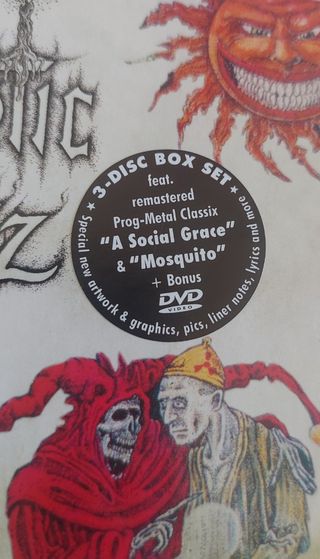 3-DISC BOX SET
feat.
remastered
Prog-Metal Classix
"A Social Grace"
& "Mosquito"
+ Bonus
DVD
VIDEO
★ Special new artwork & graphics, pics, liner notes, lyrics and more ★